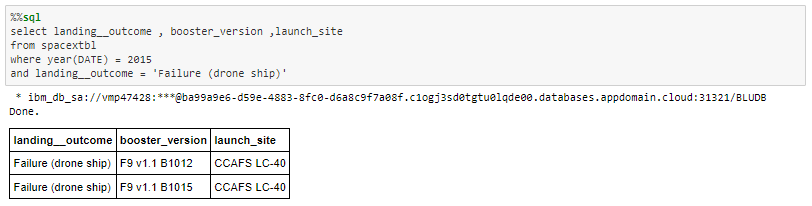 %%sql
select landing__outcome , booster_version ,launch_site
from spacextbl
where year(DATE) = 2015
and landing__outcome = 'Failure (drone ship)'
* ibm_db_sa://vmp47428:***@ba99a9e6-d59e-4883-8fc0-d6a8c9f7a08f.c1ogj3sd0tgtu0lqde00.databases.appdomain.cloud:31321/BLUDB
Done.
landing__outcome booster_version launch_site
Failure (drone ship) F9 v1.1 B1012 CCAFS LC-40
Failure (drone ship) F9 v1.1 B1015 CCAFS LC-40